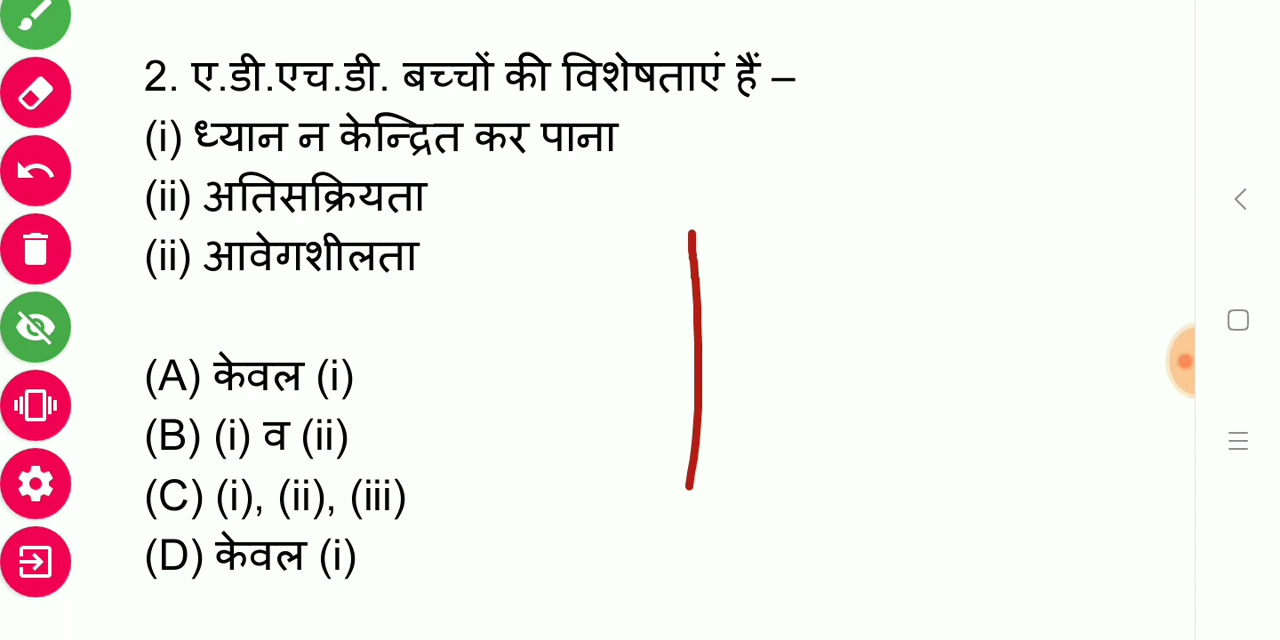 2. ए.डी.एच.डी. बच्चों की विशेषताएं हैं –
(i) ध्यान न केन्द्रित कर पाना
(ii) अतिसक्रियता
(ii) आवेगशीलता
(A) केवल (i)
(B) (i) व (ii)
(C) (i), (ii), (iii)
(D) केवल (i)